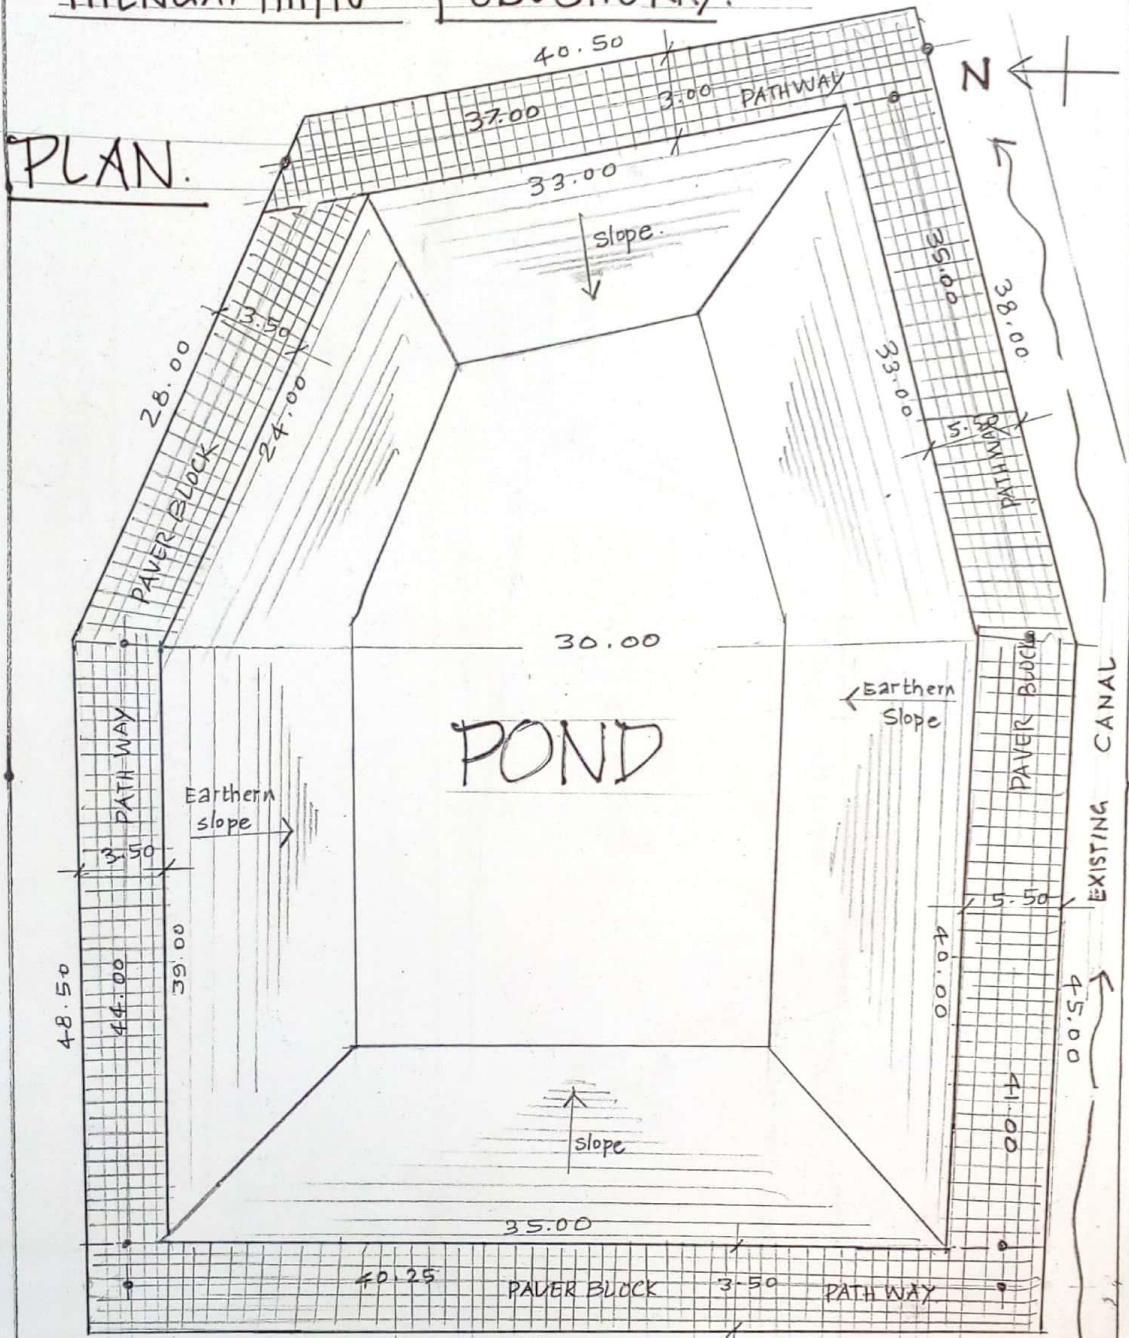 PLAN.
40.50
N
37.00
3.00
PATHWAY
33.00
slope.
3.50
28.00
24.00
PAVER BLOCK
35.00
38.00
33.00
PATHWAY
30.00
POND
Earthern
slope
Earthern
Slope
PAVER BLOCK
PATH WAY
3.50
39.00
44.00
48.50
5.50
40.00
45.00
41.00
EXISTING CANAL
slope
35.00
40.25
PAVER BLOCK
3.50
PATH WAY